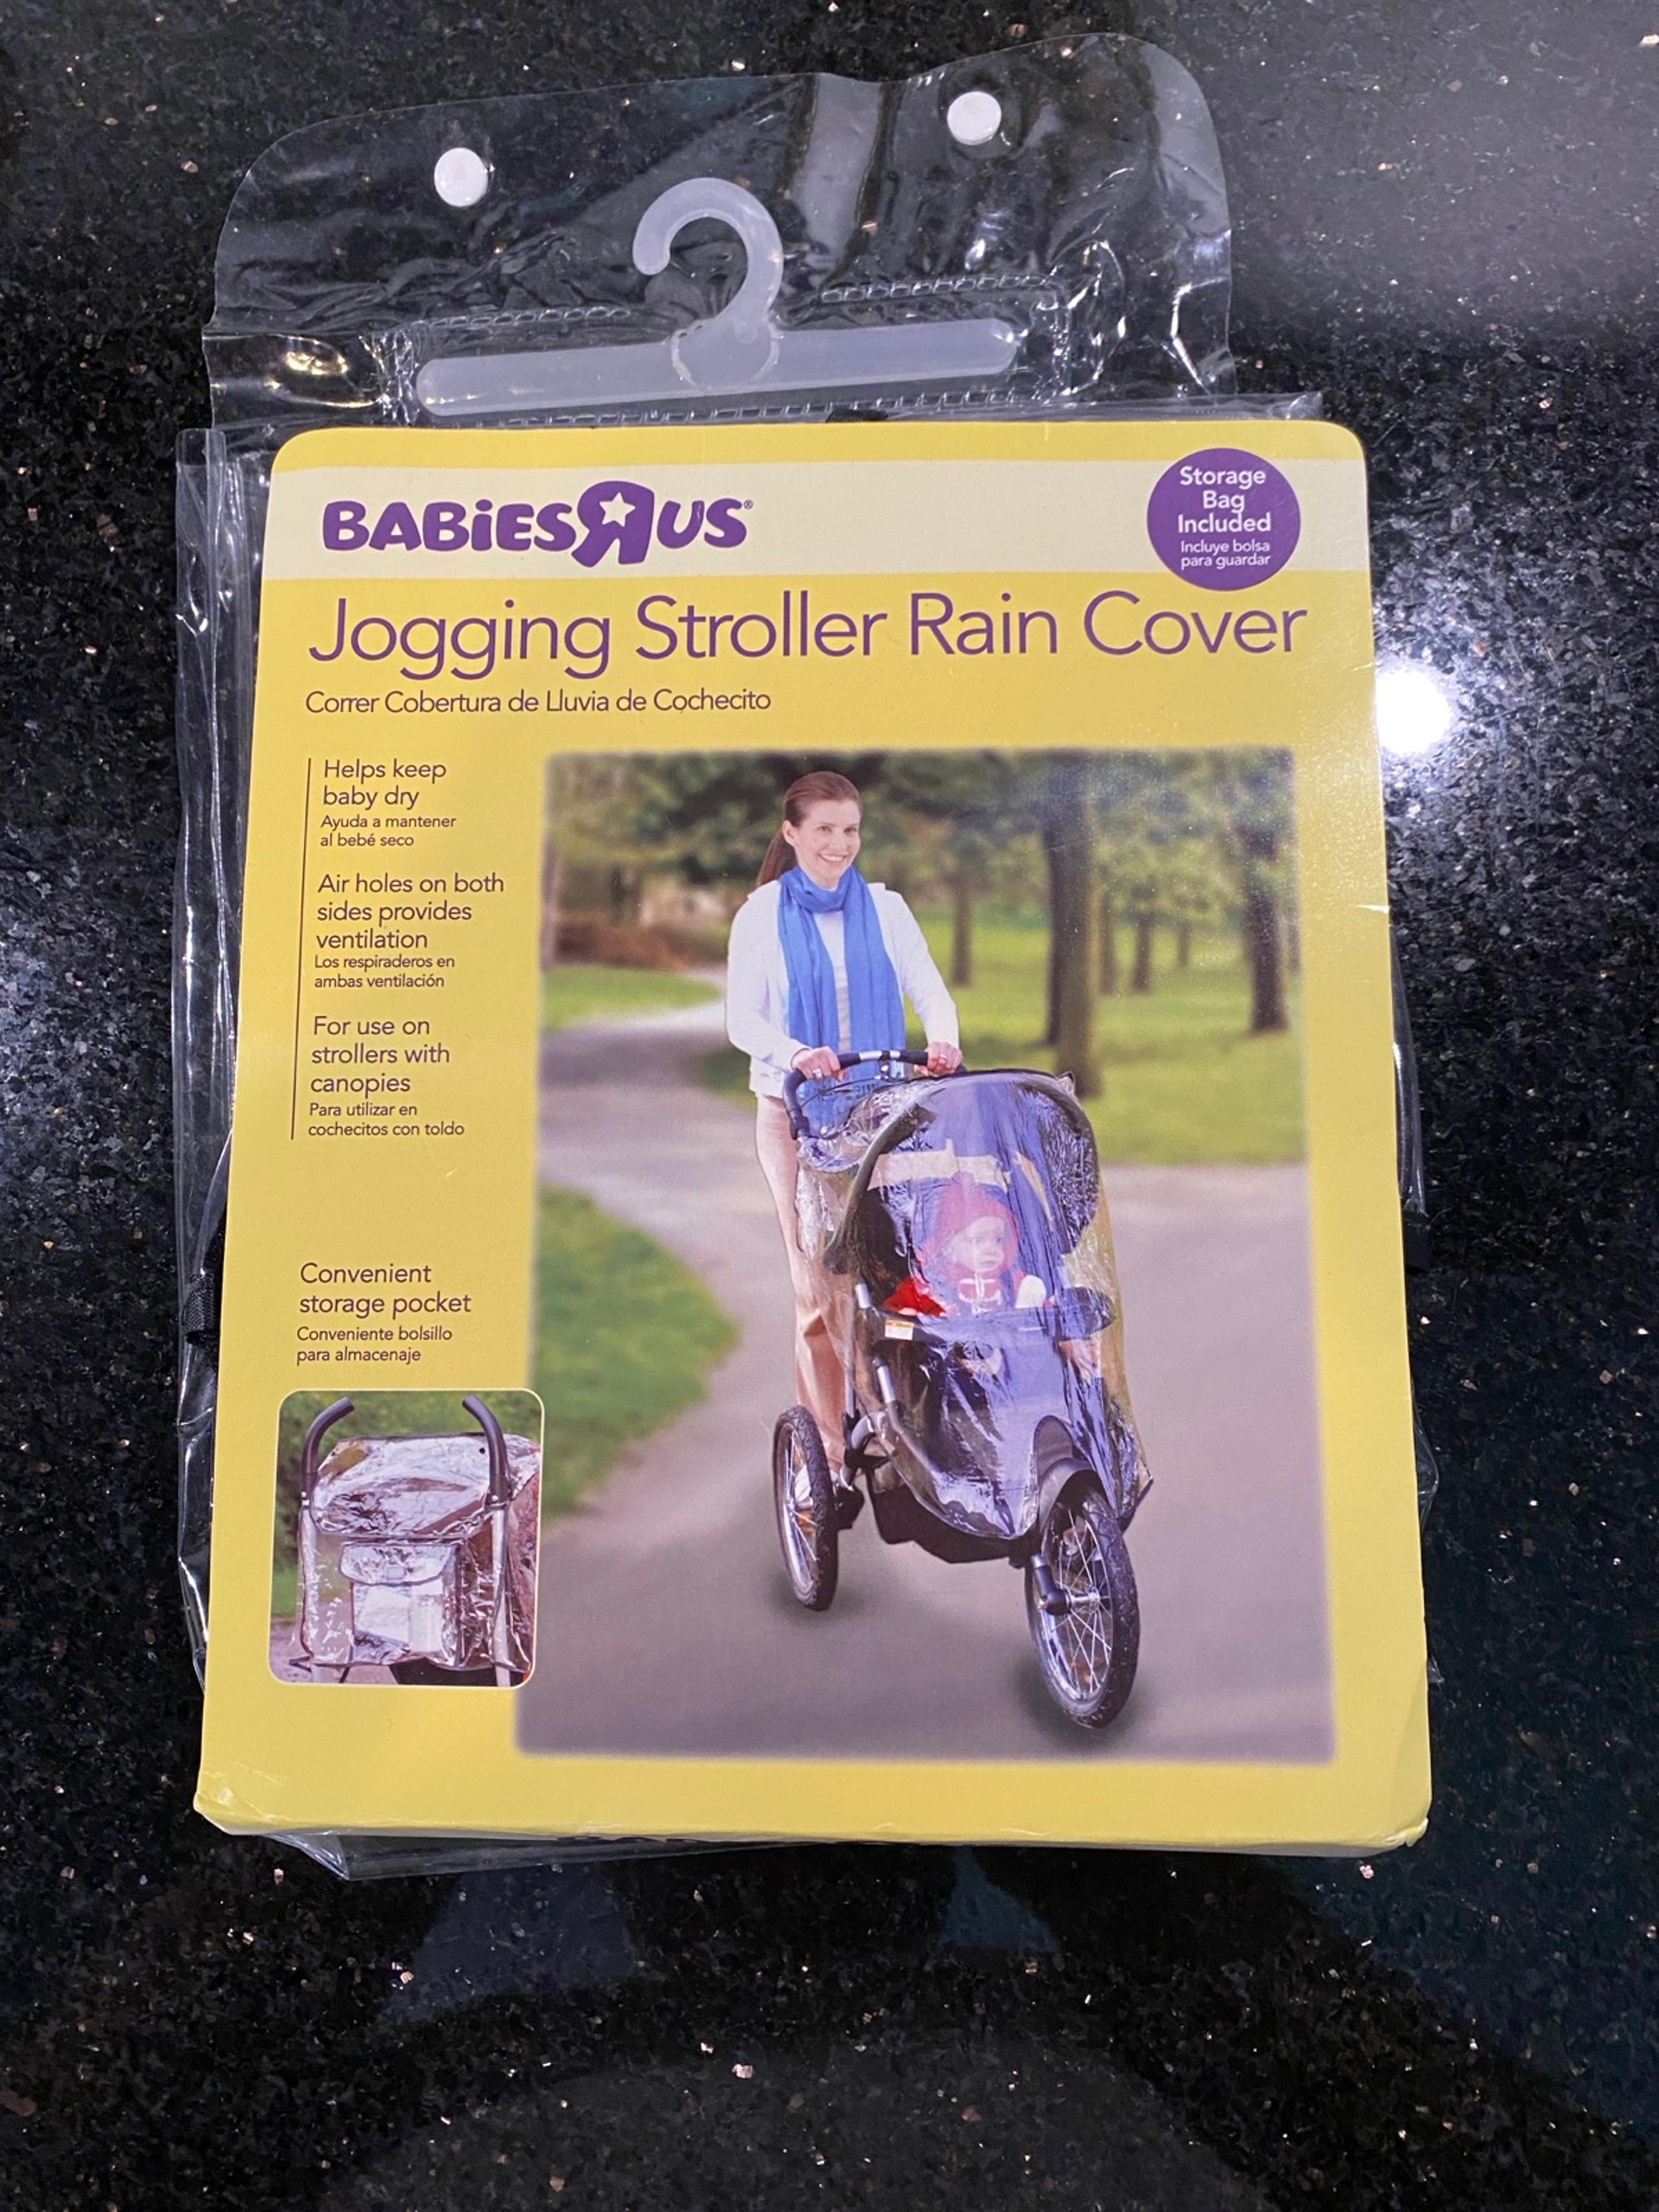 BABiESRUS®
Storage
Bag
Included
Incluye bolsa
para guardar
Jogging Stroller Rain Cover
Correr Cobertura de Lluvia de Cochecito
Helps keep
baby dry
Ayuda a mantener
al bebé seco
Air holes on both
sides provides
ventilation
Los respiraderos en
ambas ventilación
For use on
strollers with
canopies
Para utilizar en
cochecitos con toldo
Convenient
storage pocket
Conveniente bolsillo
para almacenaje